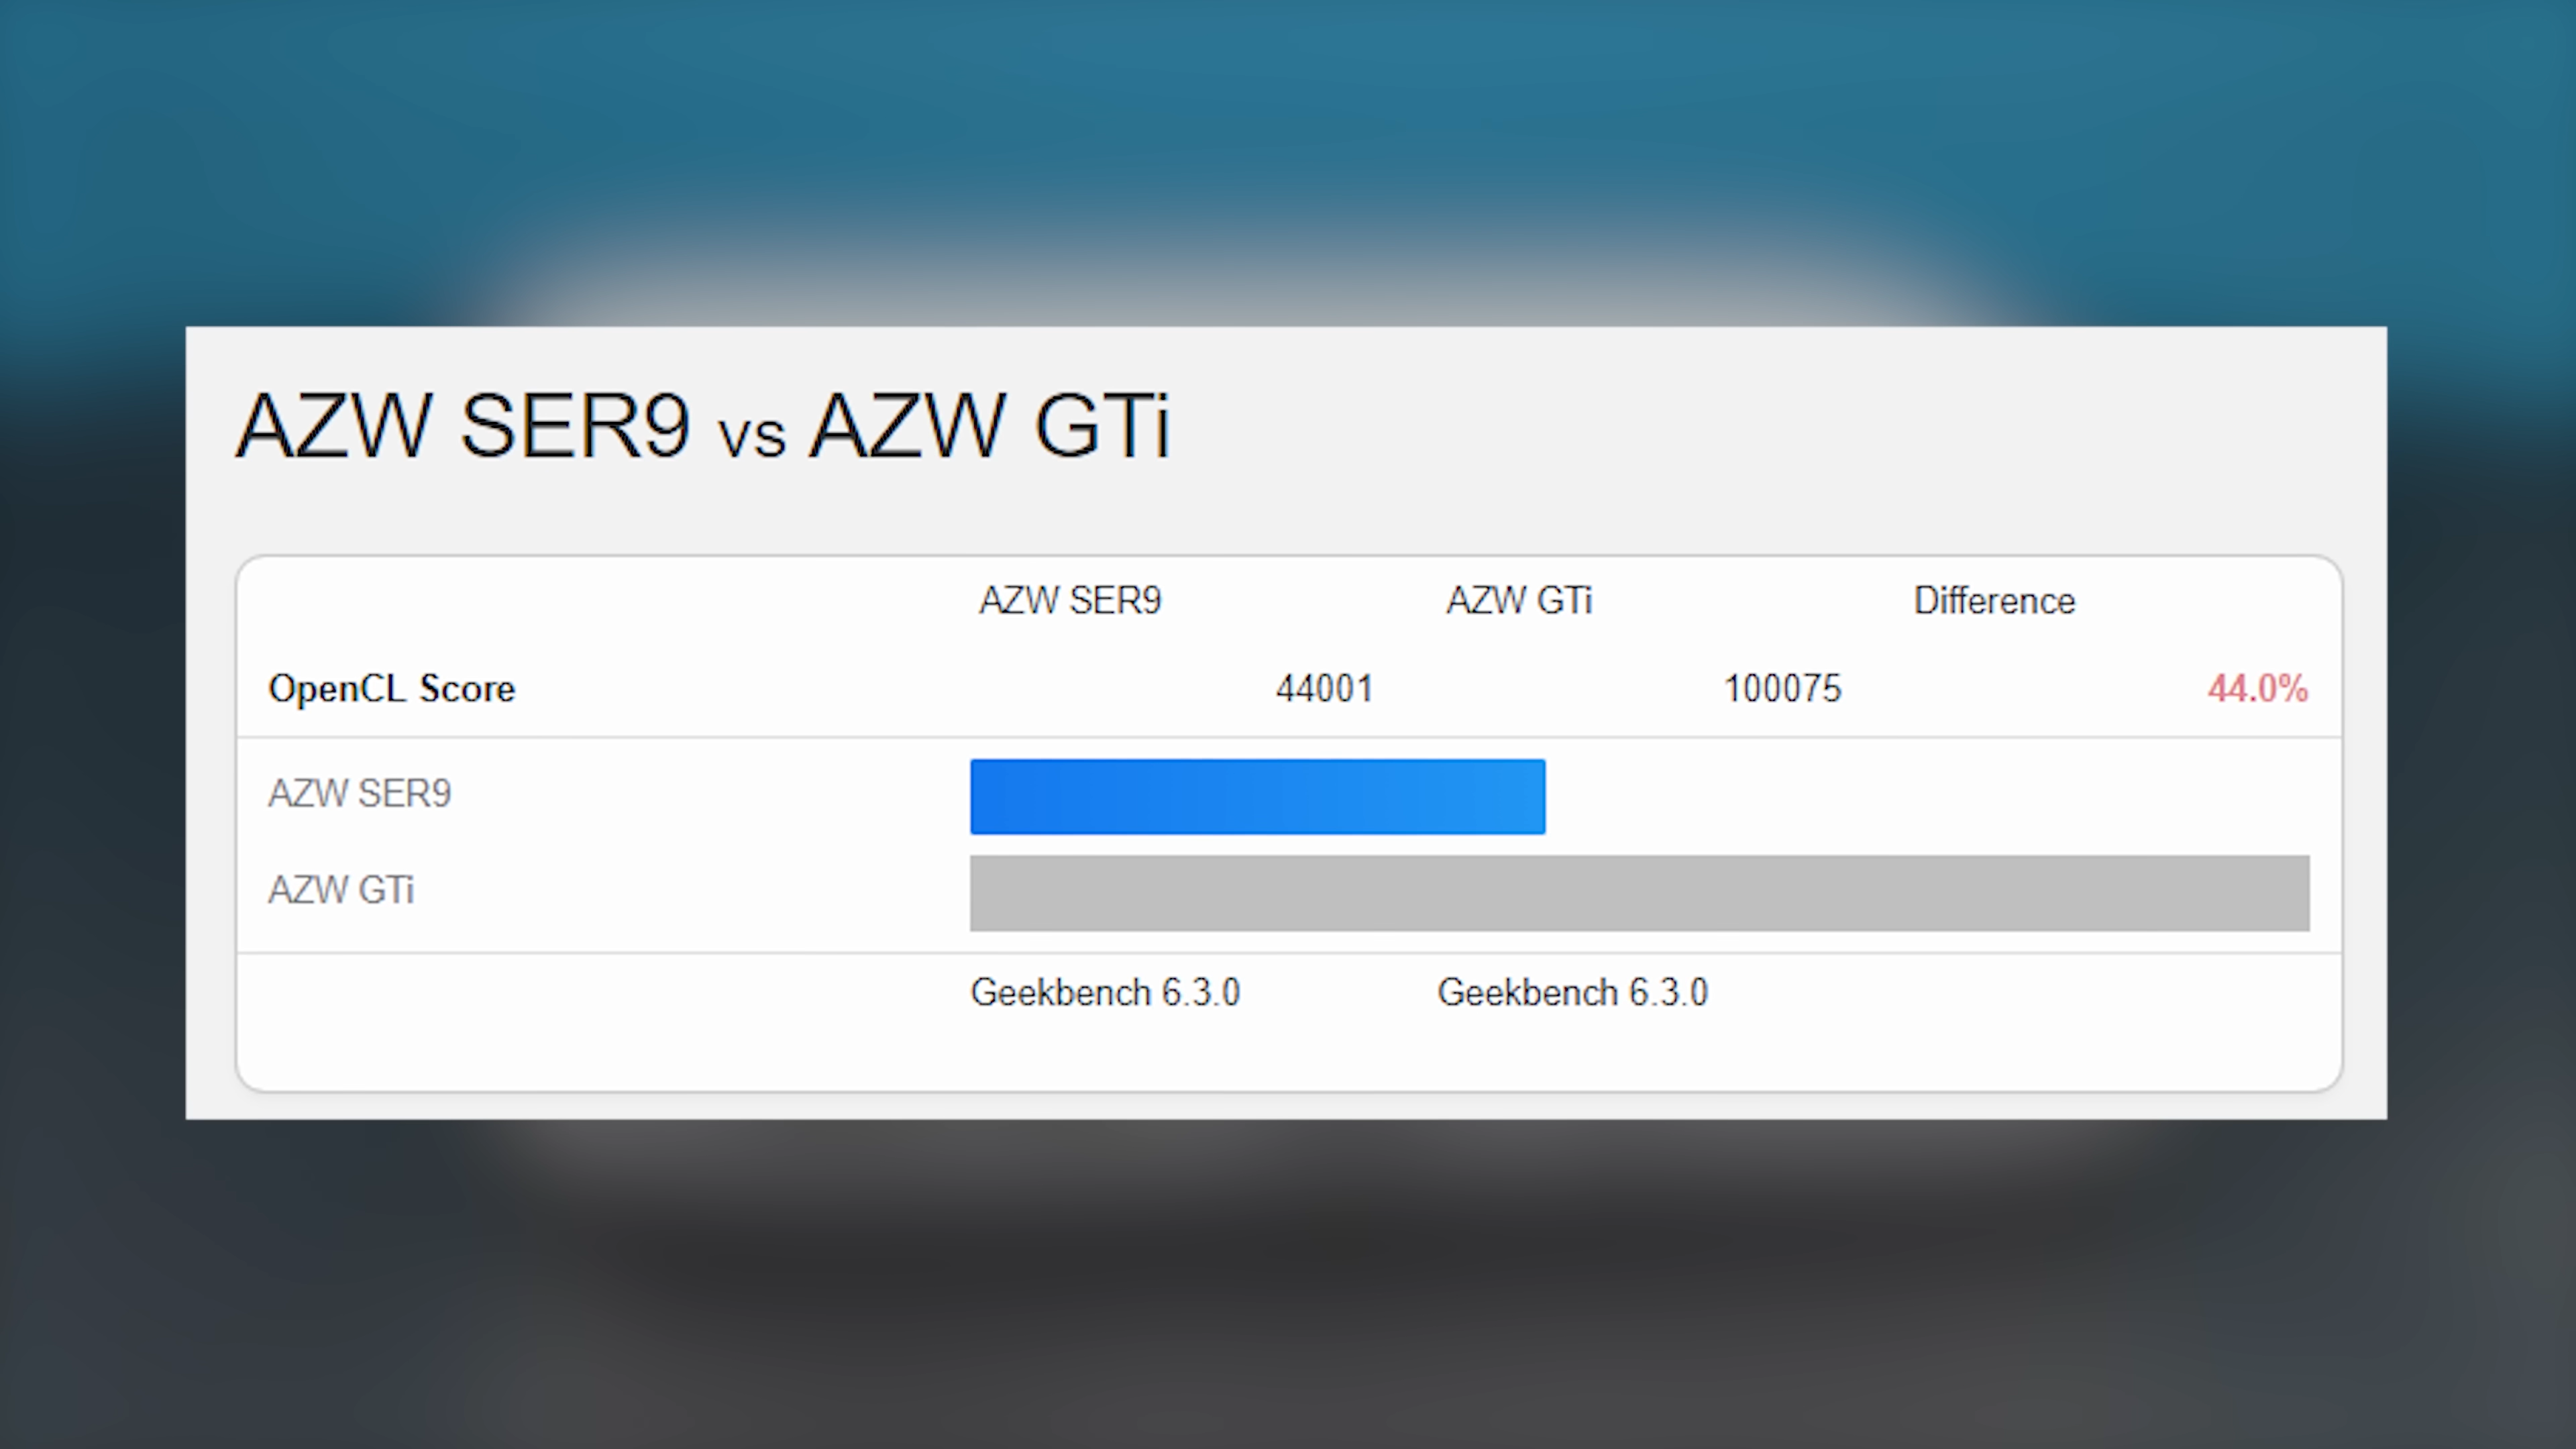 AZW SER9 vs AZW GTi
AZW SER9 AZW GTi Difference
OpenCL Score 44001 100075 44.0%
AZW SER9
AZW GTi
Geekbench 6.3.0 Geekbench 6.3.0